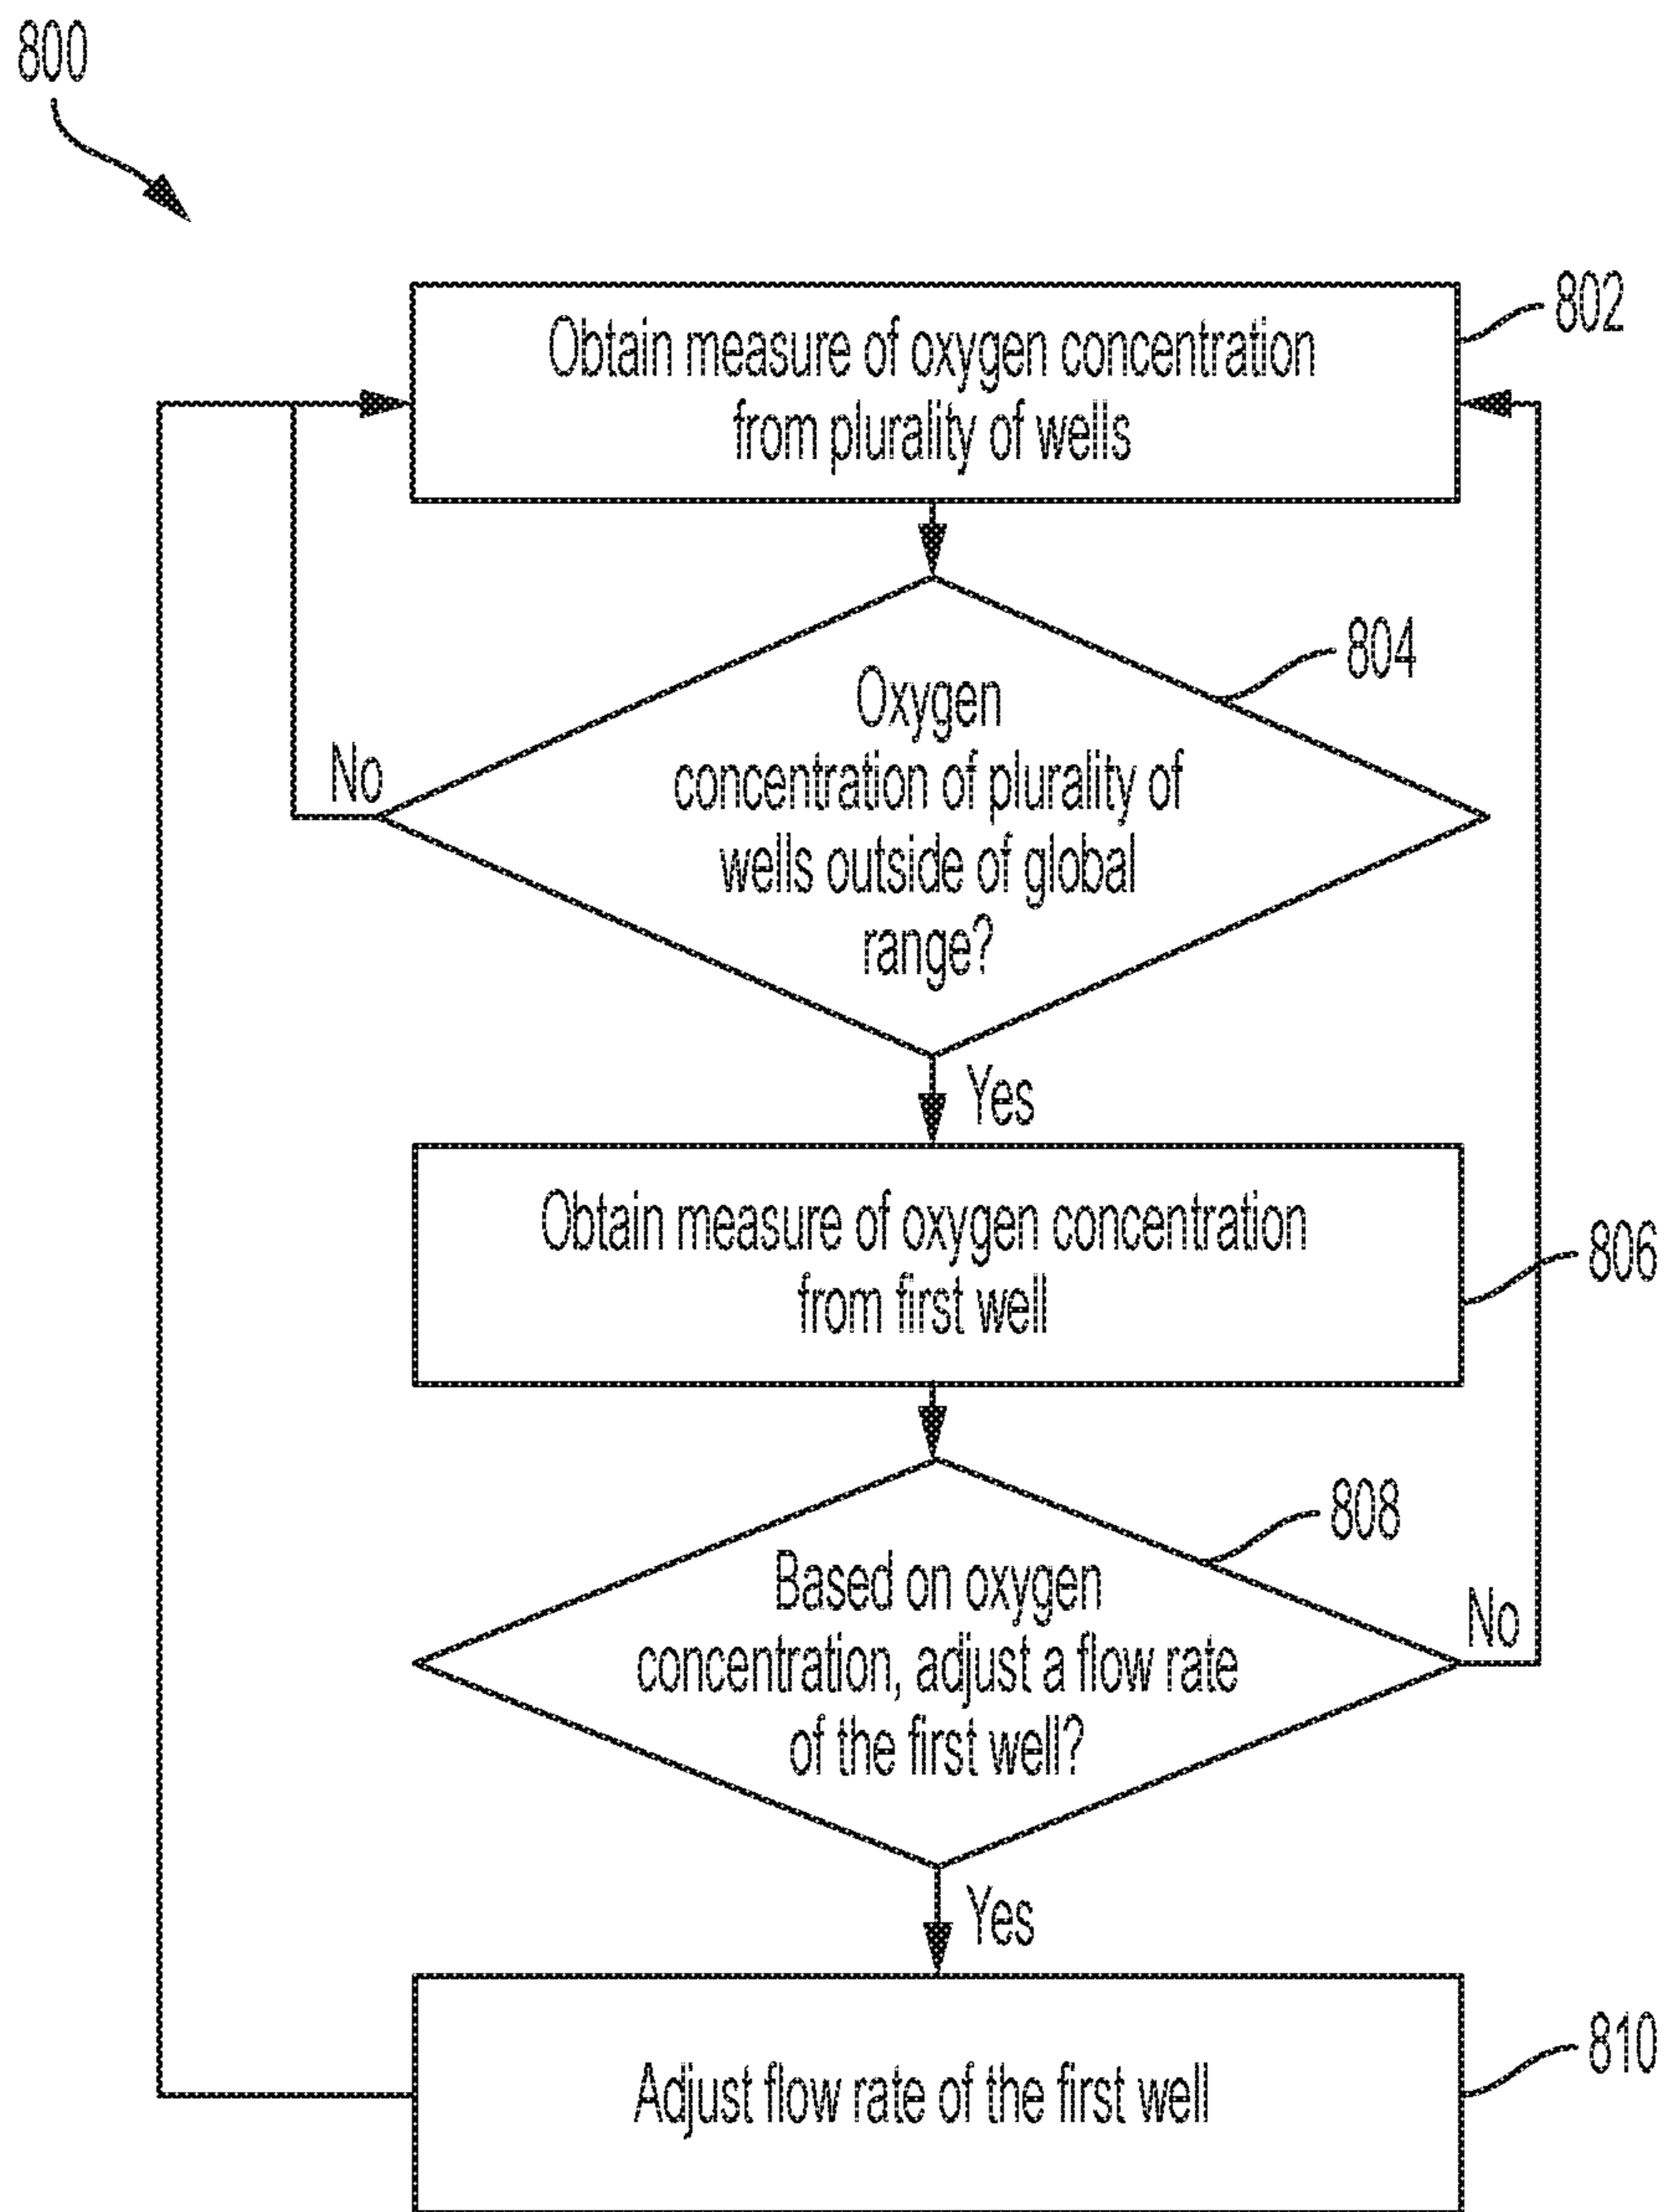 800
802
Obtain measure of oxygen concentration
from plurality of wells
804
Oxygen
concentration of plurality of
wells outside of global
range?
No
Yes
Obtain measure of oxygen concentration
from first well
806
808
Based on oxygen
concentration, adjust a flow rate
of the first well?
No
Yes
Adjust flow rate of the first well
810